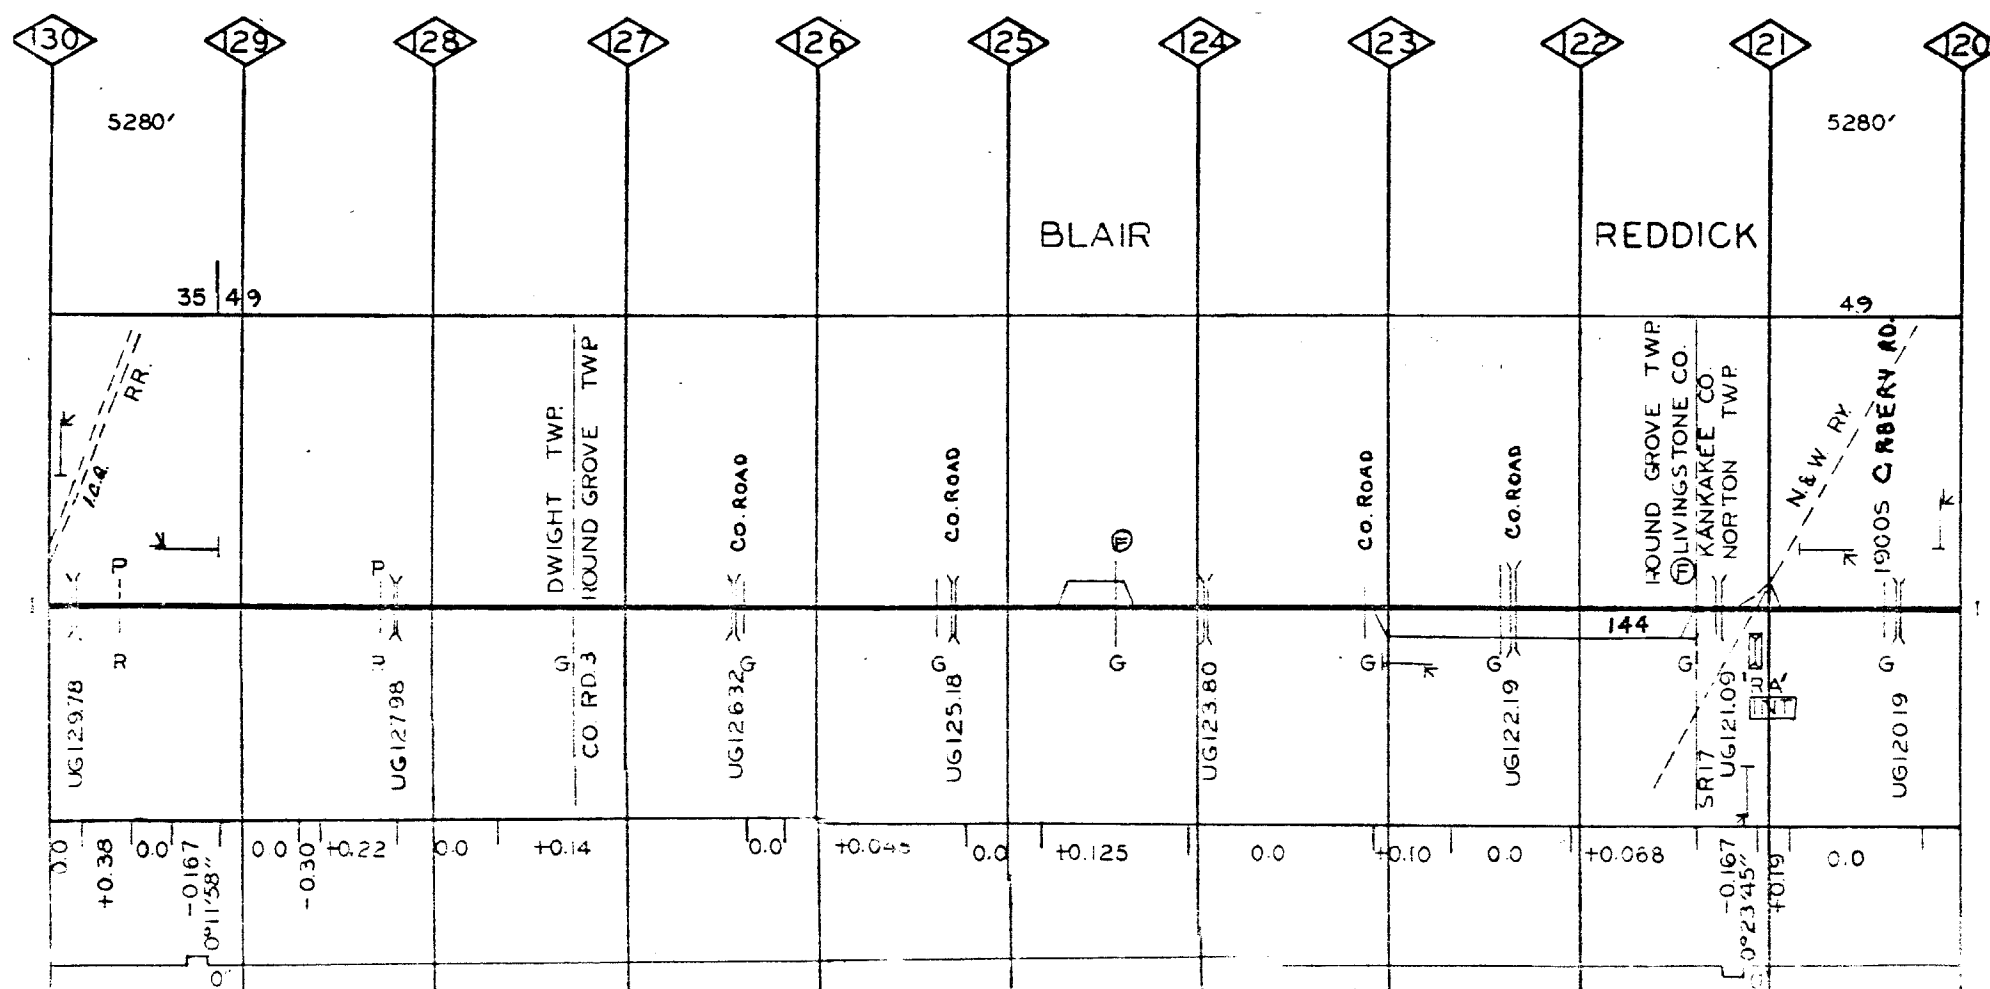 130 129 128 127 126 125 124 123 122 121 120
5280' 5280'
BLAIR REDDICK
35 49 49
RR.
I.C.R.
DWIGHT TWP.
ROUND GROVE TWP
CO. ROAD
CO. ROAD
CO. ROAD
CO. ROAD
ROUND GROVE TWP.
LIVINGSTONE CO.
KANKAKEE CO.
NORTON TWP.
N.& W. RY.
1900S CARBERY RD.
P P
144
R R G G G G G G G G
UG129.78
UG127.98
CO. RD. 3
UG126.32
UG125.18
UG123.80
UG122.19
SR17
UG121.09
'A'
INT
UG120.19
0.0 +0.38 0.0 -0.167 0°11'58" 0.0 -0.30 +0.22 0.0 +0.14 0.0 +0.045 0.0 +0.125 0.0 +0.10 0.0 +0.068 -0.167 0°23'45" +0.19 0.0